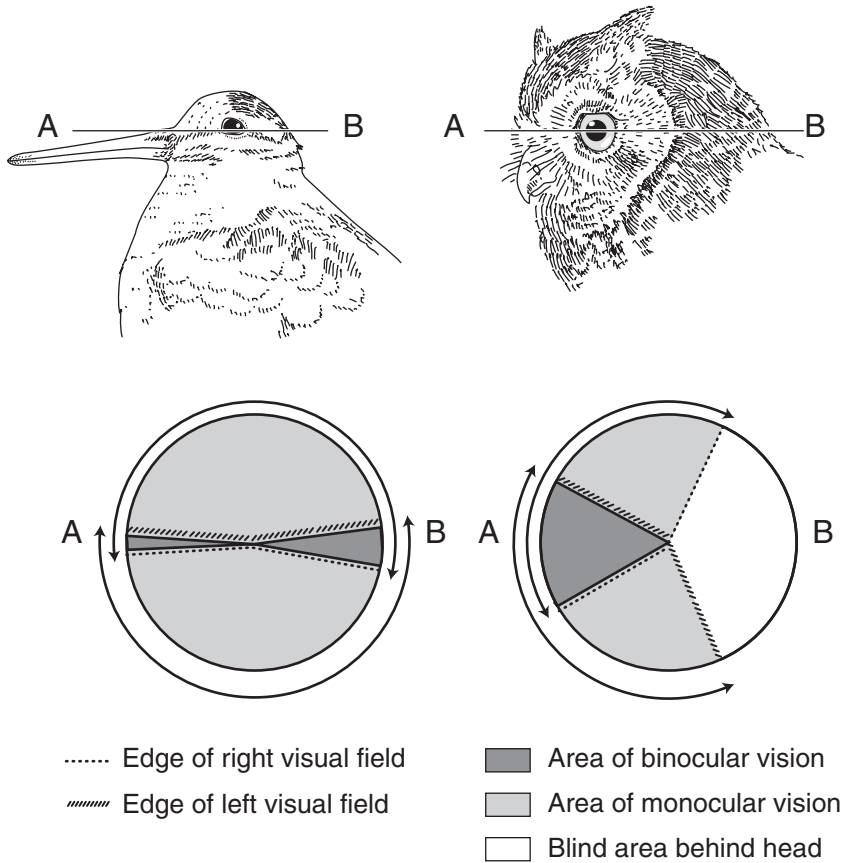 A B
A B
A B
A B
Edge of right visual field
Edge of left visual field
Area of binocular vision
Area of monocular vision
Blind area behind head